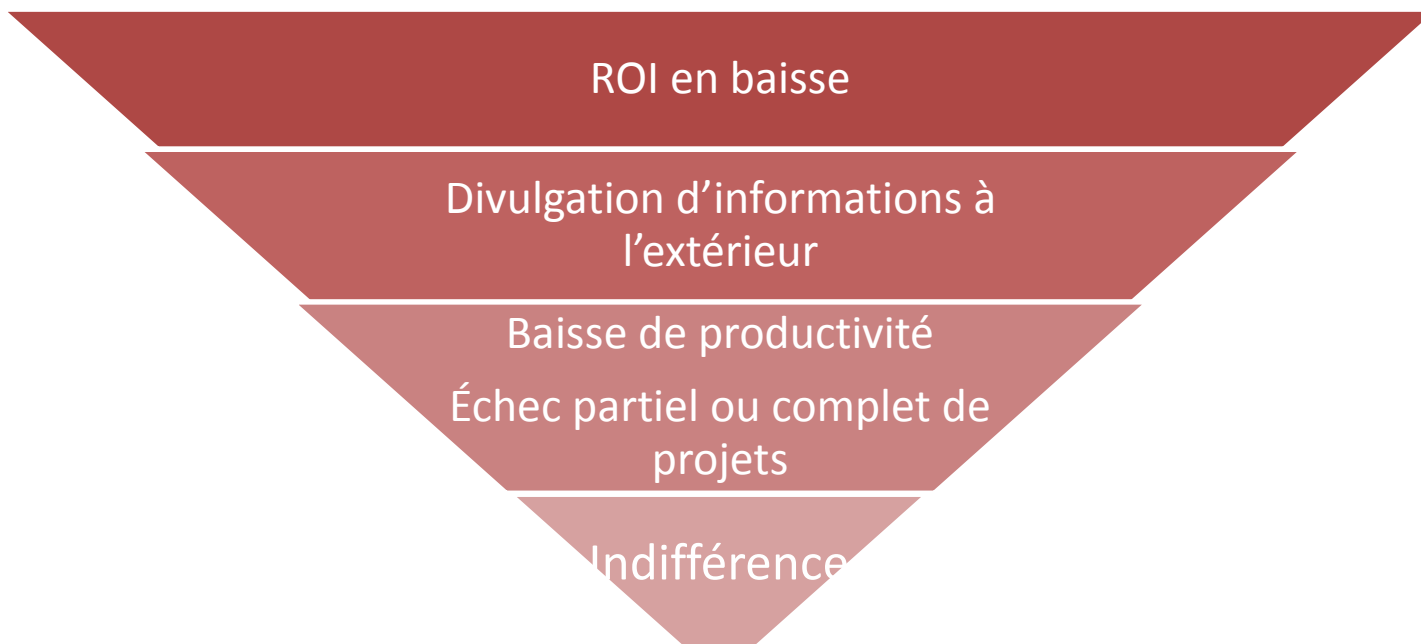 ROI en baisse
Divulgation d’informations à
l’extérieur
Baisse de productivité
Échec partiel ou complet de
projets
Indifférence